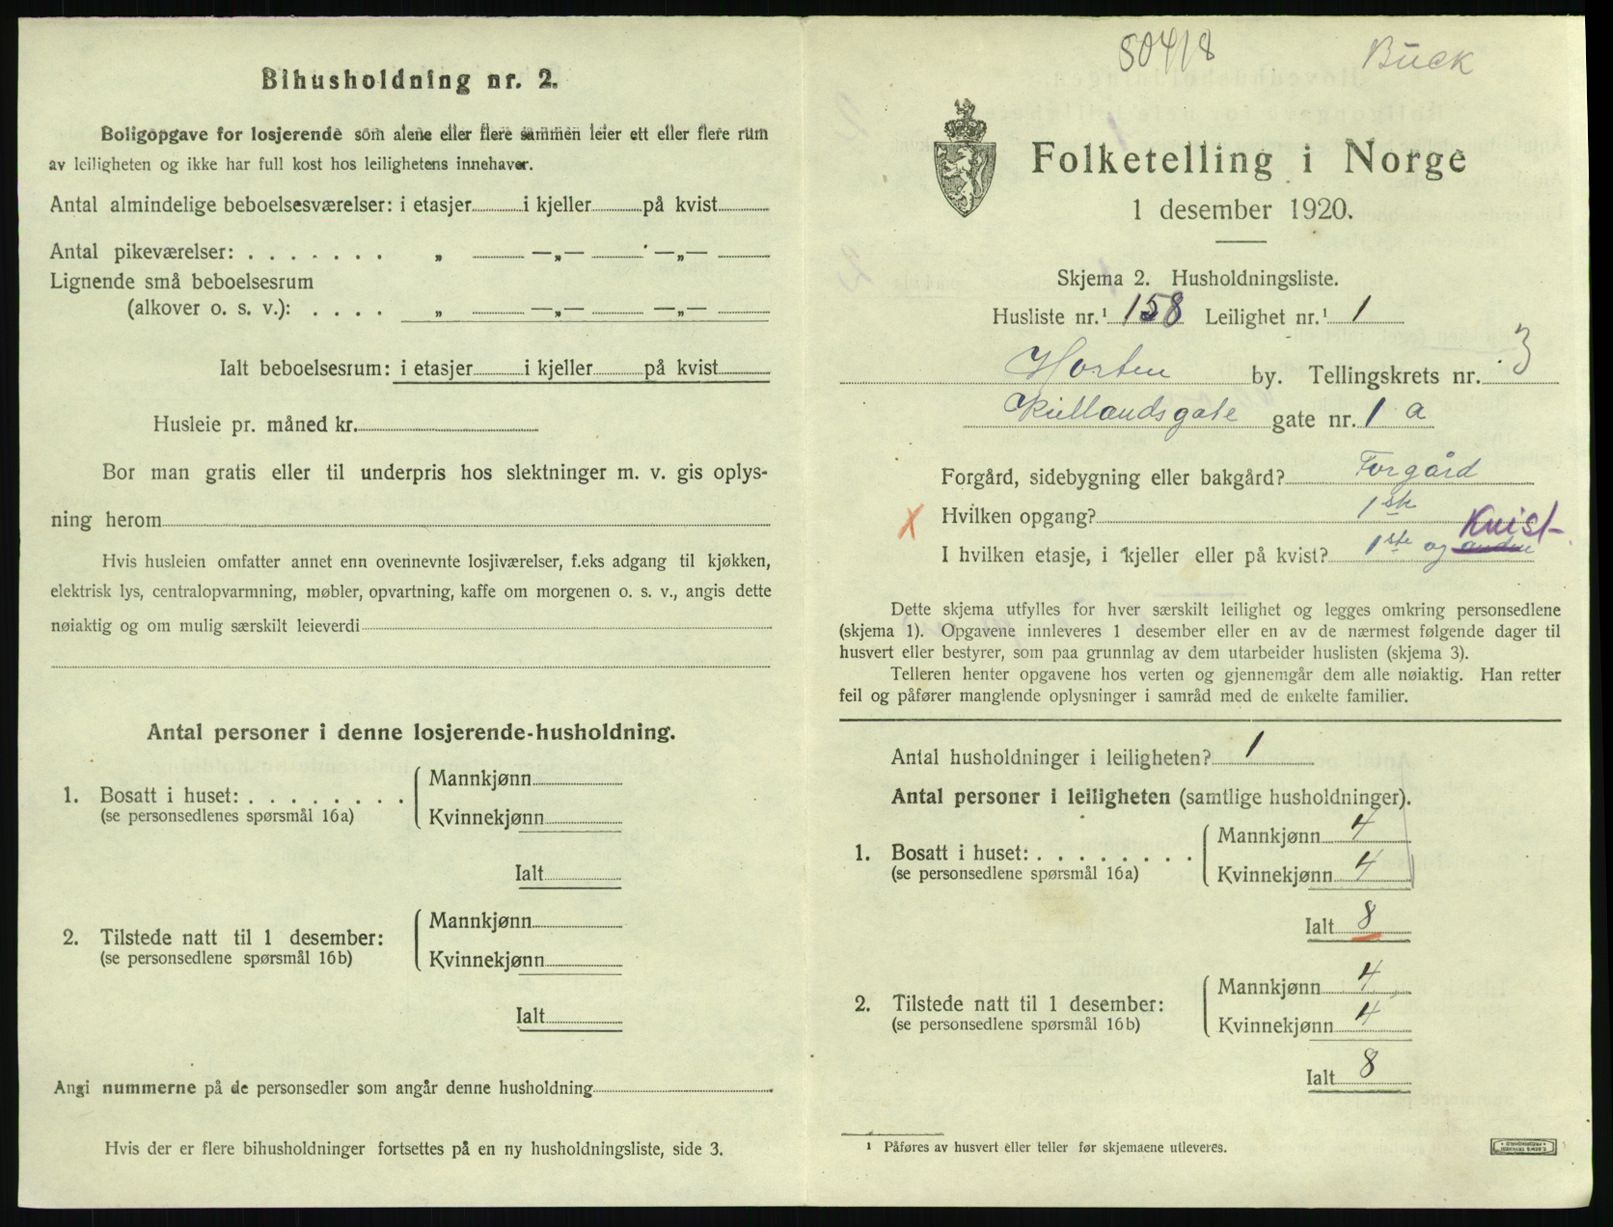 Bihusholdning nr. 2.
Boligopgave for losjerende som alene eller flere sammen leier ett eller flere rum
av leiligheten og ikke har full kost hos leilighetens innehaver.
Antal almindelige beboelsesværelser: i etasjer i kjeller på kvist
Antal pikeværelser: . . . . . . . „ —„— —„—
Lignende små beboelsesrum
(alkover o. s. v.): . . . . „ —„— —„—
Ialt beboelsesrum: i etasjer i kjeller på kvist
Husleie pr. måned kr.
Bor man gratis eller til underpris hos slektninger m. v. gis oplys-
ning herom
Hvis husleien omfatter annet enn ovennevnte losjiværelser, f.eks adgang til kjøkken,
elektrisk lys, centralopvarmning, møbler, opvartning, kaffe om morgenen o. s. v., angis dette
nøiaktig og om mulig særskilt leieverdi
Antal personer i denne losjerende-husholdning.
1. Bosatt i huset: . . . . . . . .
(se personsedlenes spørsmål 16a)
Mannkjønn
Kvinnekjønn
Ialt
2. Tilstede natt til 1 desember:
(se personsedlene spørsmål 16b)
Mannkjønn
Kvinnekjønn
Ialt
Angi nummerne på de personsedler som angår denne husholdning
Hvis der er flere bihusholdninger fortsettes på en ny husholdningsliste, side 3.
80418 Buck
Folketelling i Norge
1 desember 1920.
Skjema 2. Husholdningsliste.
Husliste nr.¹ 158 Leilighet nr.¹ 1
Horten by. Tellingskrets nr. 3
Kiellandsgate gate nr. 1 a
Forgård, sidebygning eller bakgård? Forgård
X Hvilken opgang? 1ste
Kvist
I hvilken etasje, i kjeller eller på kvist? 1ste og andre
Dette skjema utfylles for hver særskilt leilighet og legges omkring personsedlene
(skjema 1). Opgavene innleveres 1 desember eller en av de nærmest følgende dager til
husvert eller bestyrer, som paa grunnlag av dem utarbeider huslisten (skjema 3).
Telleren henter opgavene hos verten og gjennemgår dem alle nøiaktig. Han retter
feil og påfører manglende oplysninger i samråd med de enkelte familier.
Antal husholdninger i leiligheten? 1
Antal personer i leiligheten (samtlige husholdninger).
1. Bosatt i huset: . . . . . . . .
(se personsedlene spørsmål 16a)
Mannkjønn 4
Kvinnekjønn 4
Ialt 8
2. Tilstede natt til 1 desember:
(se personsedlene spørsmål 16b)
Mannkjønn 4
Kvinnekjønn 4
Ialt 8
¹ Påføres av husvert eller teller før skjemaene utleveres.